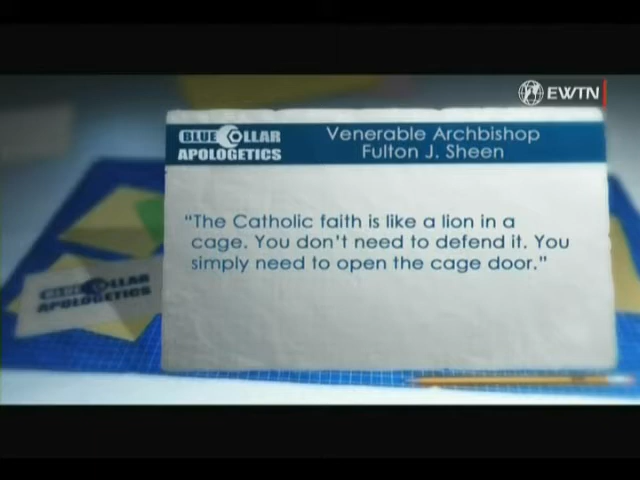 EWTN
BLUE COLLAR
APOLOGETICS
Venerable Archbishop
Fulton J. Sheen
“The Catholic faith is like a lion in a
cage. You don’t need to defend it. You
simply need to open the cage door.”
BLUE COLLAR
APOLOGETICS